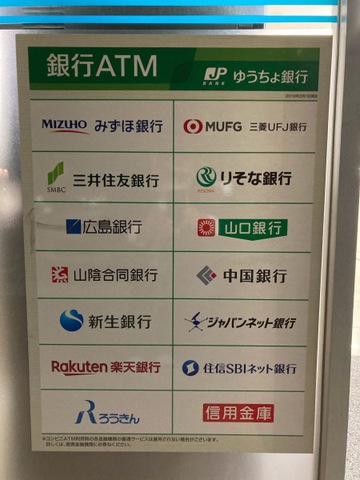 銀行ATM
JP
BANK
ゆうちょ銀行
MIZUHO みずほ銀行
MUFG 三菱UFJ銀行
SMBC
三井住友銀行
RESONA
りそな銀行
広島銀行
山口銀行
山陰合同銀行
中国銀行
新生銀行
ジャパンネット銀行
Rakuten 楽天銀行
住信SBIネット銀行
ろうきん
信用金庫